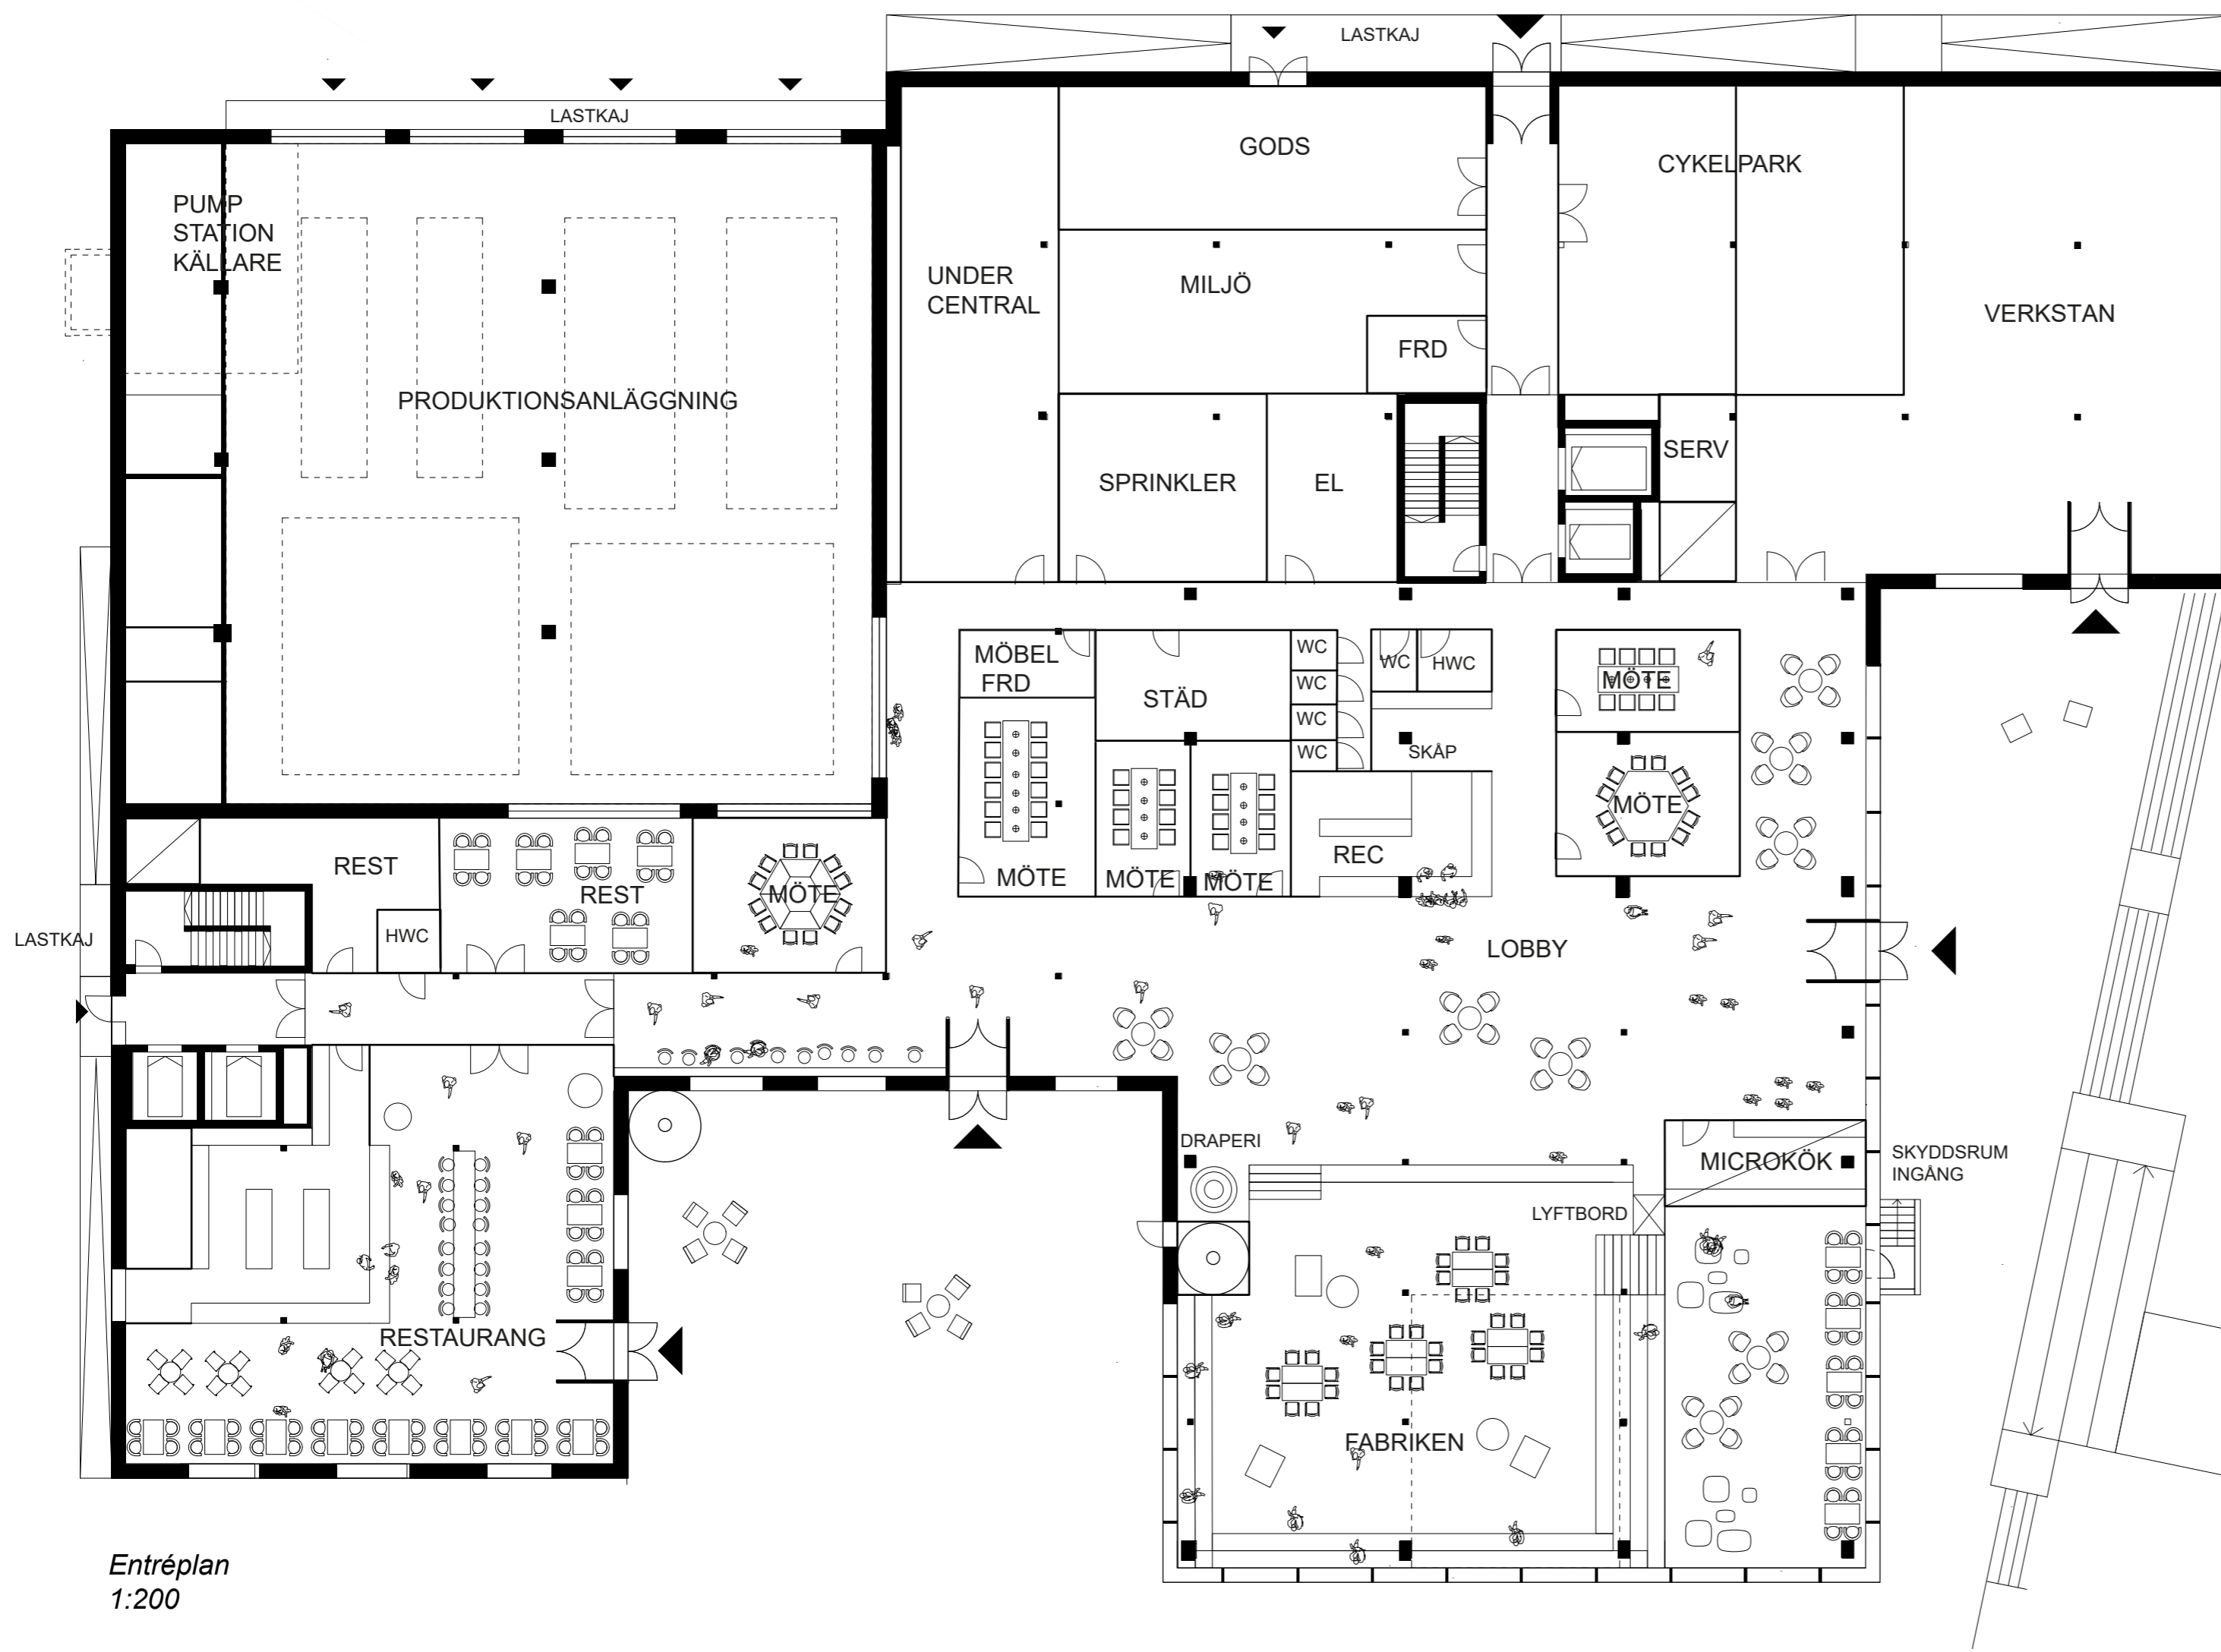 LASTKAJ
LASTKAJ
GODS
CYKELPARK
PUMP
STATION
KÄLLARE
UNDER
CENTRAL
MILJÖ
VERKSTAN
FRD
PRODUKTIONSANLÄGGNING
SERV
SPRINKLER
EL
MÖBEL
FRD
WC
WC
HWC
WC
STÄD
WC
WC
SKÅP
MÖTE
MÖTE
REST
REST
MÖTE
MÖTE
MÖTE
MÖTE
REC
LASTKAJ
HWC
LOBBY
DRAPERI
MICROKÖK
SKYDDSRUM
INGÅNG
LYFTBORD
RESTAURANG
FABRIKEN
Entréplan
1:200